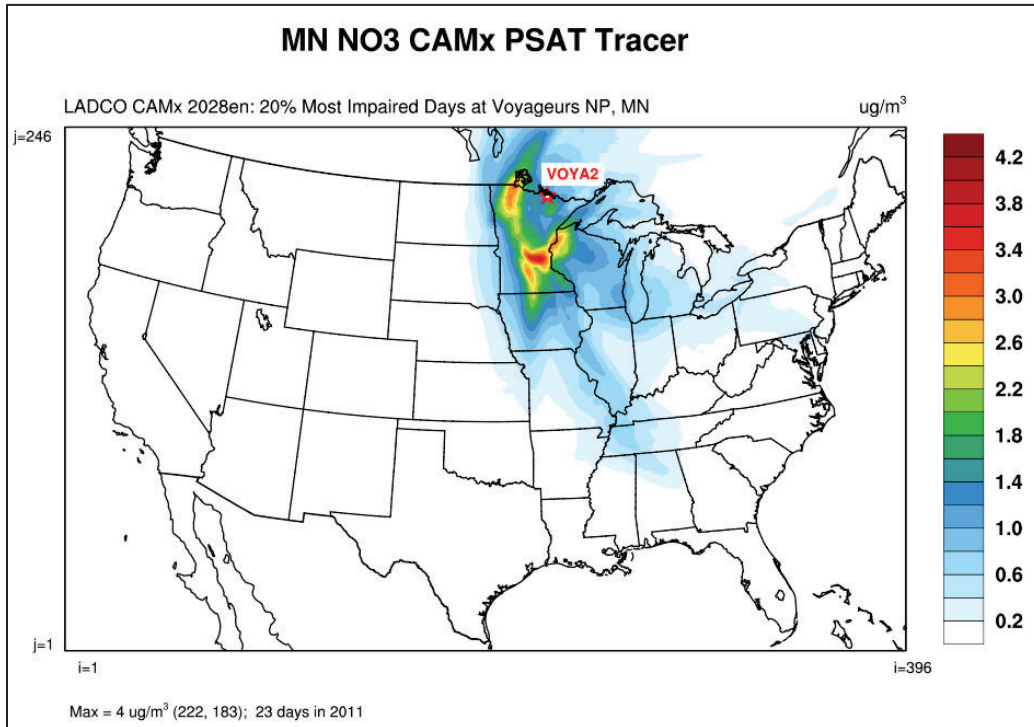 MN NO3 CAMx PSAT Tracer
LADCO CAMx 2028en: 20% Most Impaired Days at Voyageurs NP, MN
ug/m³
j=246
VOYA2
4.2
3.8
3.4
3.0
2.6
2.2
1.8
1.4
1.0
0.6
0.2
j=1
i=1
i=396
Max = 4 ug/m³ (222, 183); 23 days in 2011